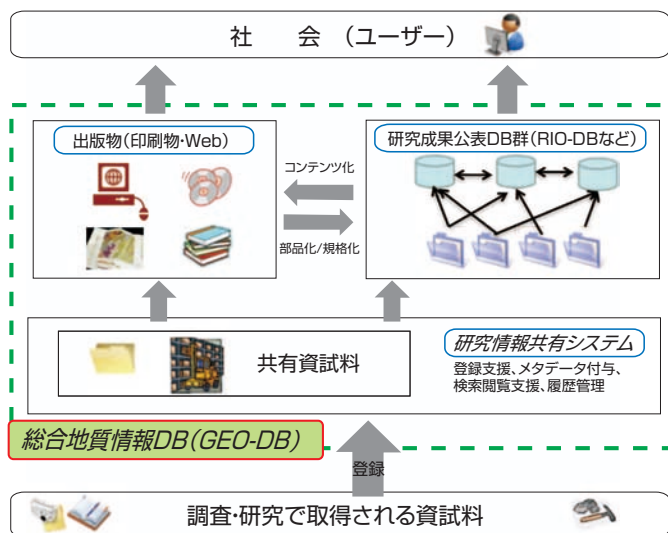 社　会　（ユーザー）
出版物（印刷物・Web）
研究成果公表DB群（RIO-DBなど）
コンテンツ化
部品化/規格化
共有資試料
研究情報共有システム
登録支援、メタデータ付与、
検索閲覧支援、履歴管理
総合地質情報DB（GEO-DB）
登録
調査・研究で取得される資試料